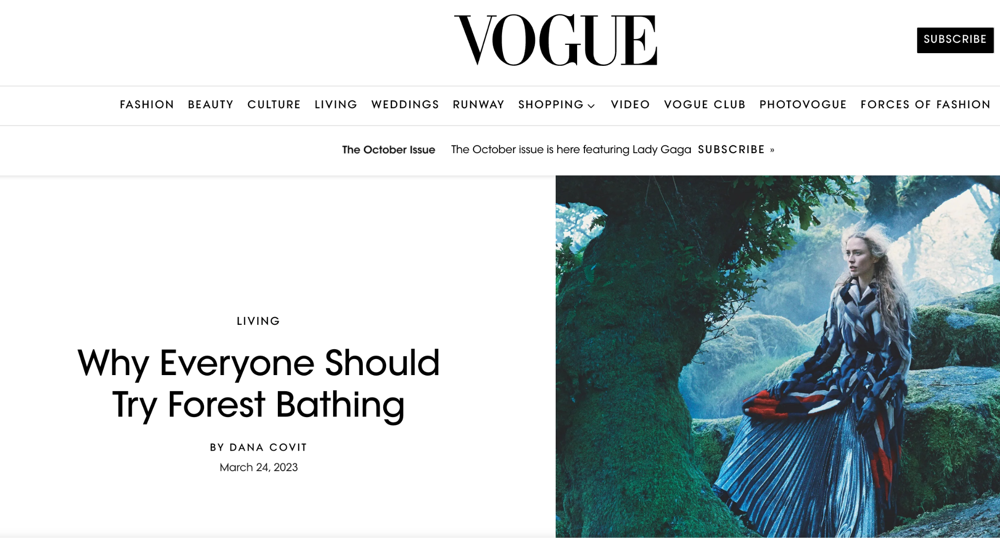 VOGUE
SUBSCRIBE
FASHION BEAUTY CULTURE LIVING WEDDINGS RUNWAY SHOPPING VIDEO VOGUE CLUB PHOTOVOGUE FORCES OF FASHION
The October Issue The October issue is here featuring Lady Gaga SUBSCRIBE »
LIVING
Why Everyone Should
Try Forest Bathing
BY DANA COVIT
March 24, 2023